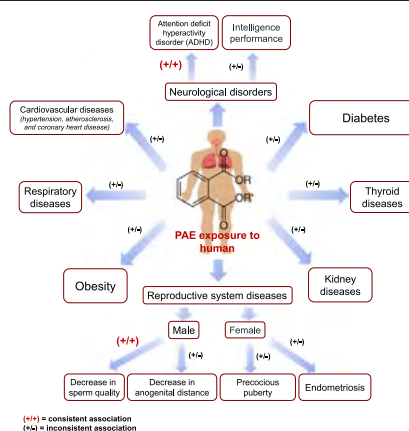 Attention deficit
hyperactivity
disorder (ADHD)
Intelligence
performance
(+/+)
(+/-)
Neurological disorders
Cardiovascular diseases
(hypertension, atherosclerosis,
and coronary heart disease)
(+/-)
Diabetes
(+/-)
O
OR
OR'
O
Respiratory
diseases
(+/-)
(+/-)
Thyroid
diseases
PAE exposure to
human
(+/-)
(+/-)
Obesity
Kidney
diseases
Reproductive system diseases
Male
Female
(+/+)
(+/-)
(+/-)
(+/-)
Decrease in
sperm quality
Decrease in
anogenital distance
Precocious
puberty
Endometriosis
(+/+) = consistent association
(+/-) = inconsistent association